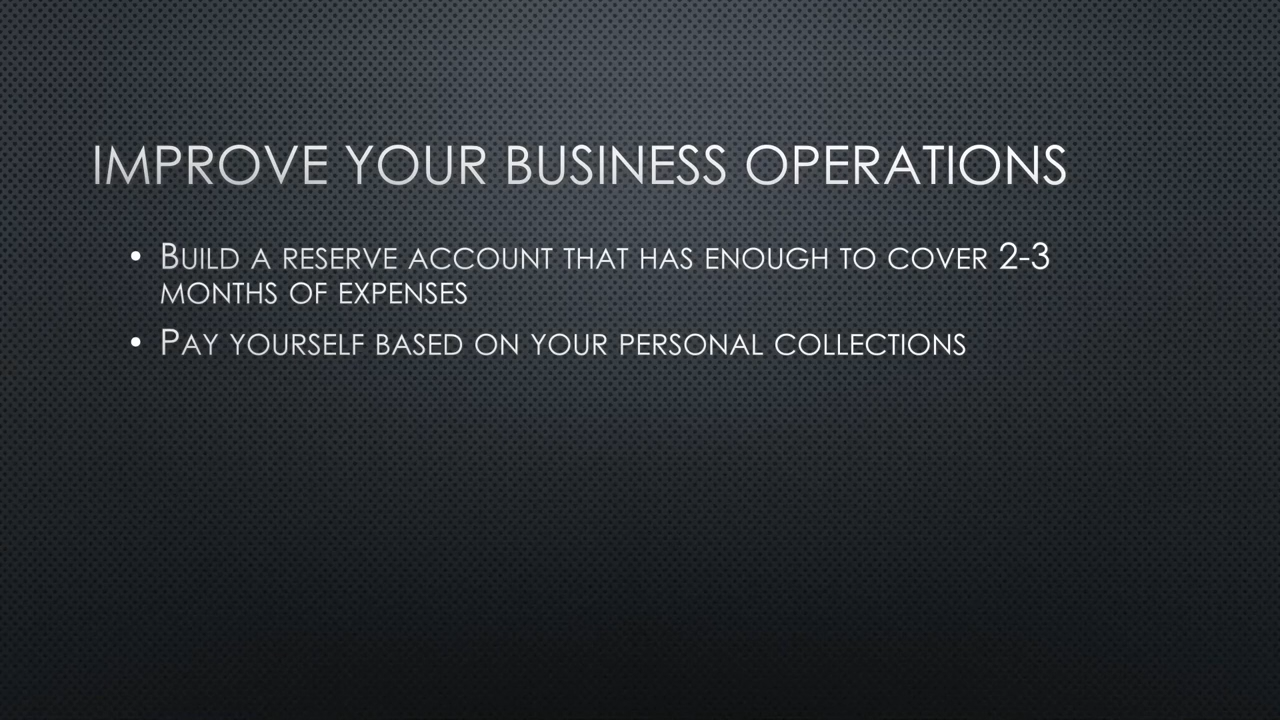 IMPROVE YOUR BUSINESS OPERATIONS
• BUILD A RESERVE ACCOUNT THAT HAS ENOUGH TO COVER 2-3
MONTHS OF EXPENSES
• PAY YOURSELF BASED ON YOUR PERSONAL COLLECTIONS